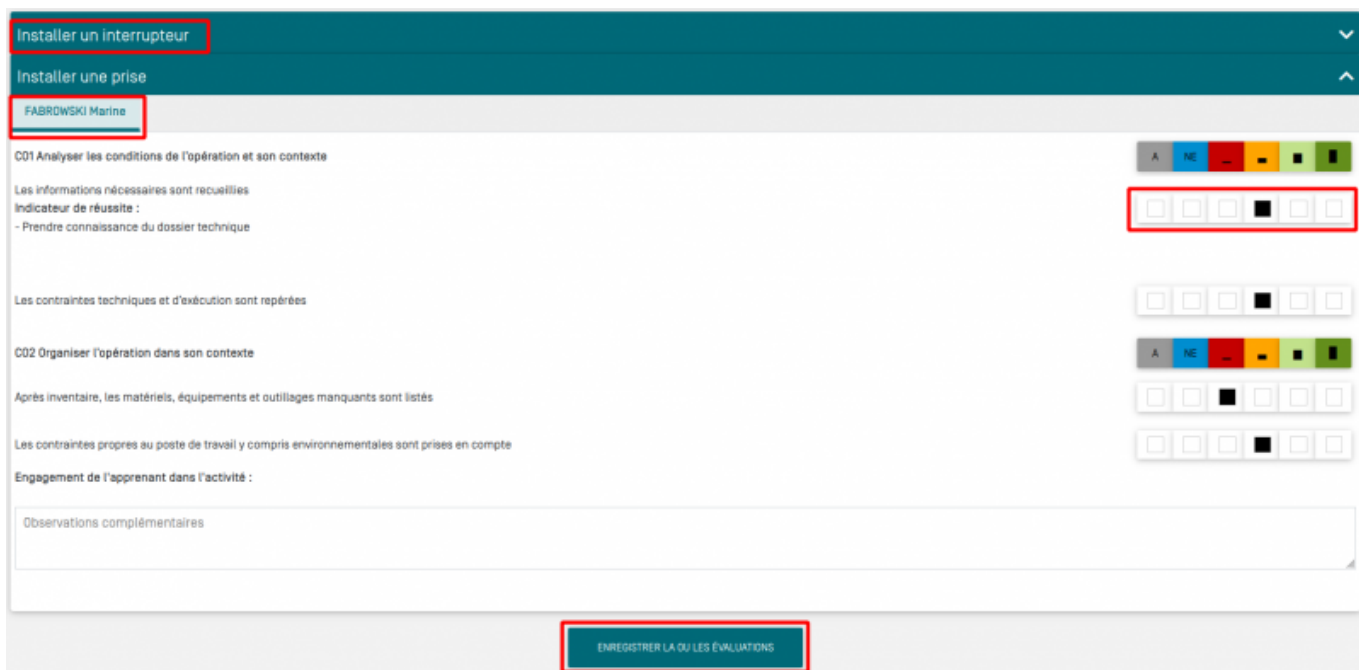 Installer un interrupteur
Installer une prise
FABROWSKI Marine
C01 Analyser les conditions de l'opération et son contexte
A NE
Les informations nécessaires sont recueillies
Indicateur de réussite :
- Prendre connaissance du dossier technique
Les contraintes techniques et d'exécution sont repérées
C02 Organiser l'opération dans son contexte
A NE
Après inventaire, les matériels, équipements et outillages manquants sont listés
Les contraintes propres au poste de travail y compris environnementales sont prises en compte
Engagement de l'apprenant dans l'activité :
Observations complémentaires
ENREGISTRER LA OU LES ÉVALUATIONS